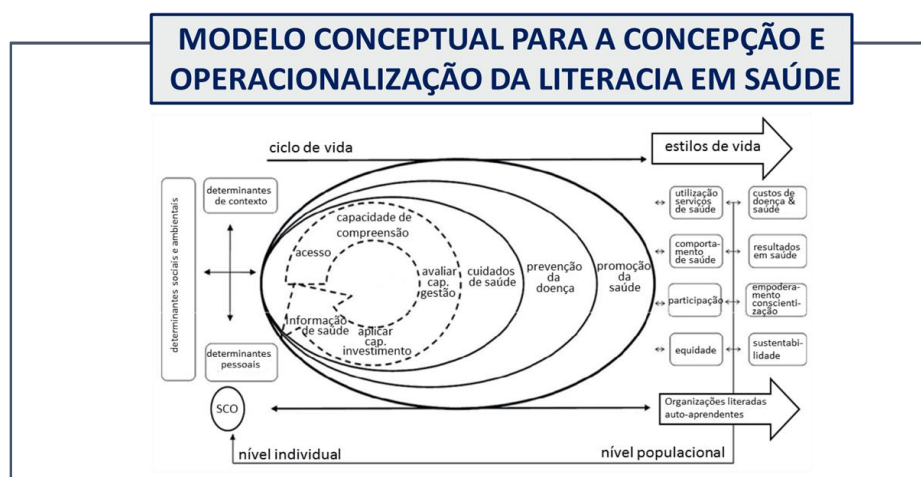 MODELO CONCEPTUAL PARA A CONCEPÇÃO E
OPERACIONALIZAÇÃO DA LITERACIA EM SAÚDE
ciclo de vida
estilos de vida
determinantes sociais e ambientais
determinantes
de contexto
determinantes
pessoais
SCO
capacidade de
compreensão
acesso
informação
de saúde
aplicar
cap.
investimento
avaliar
cap.
gestão
cuidados
de saúde
prevenção
da
doença
promoção
da
saúde
utilização
serviços
de saúde
custos de
doença &
saúde
comporta-
mento
de saúde
resultados
em saúde
participação
empodera-
mento
conscienti-
zação
equidade
sustentabi-
lidade
Organizações literadas
auto-aprendentes
nível individual
nível populacional